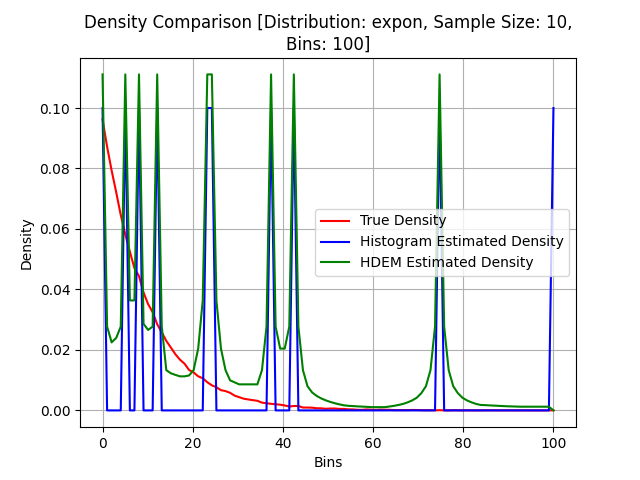 Density Comparison [Distribution: expon, Sample Size: 10,
Bins: 100]
Density
0.10
0.08
0.06
0.04
0.02
0.00
True Density
Histogram Estimated Density
HDEM Estimated Density
0 20 40 60 80 100
Bins